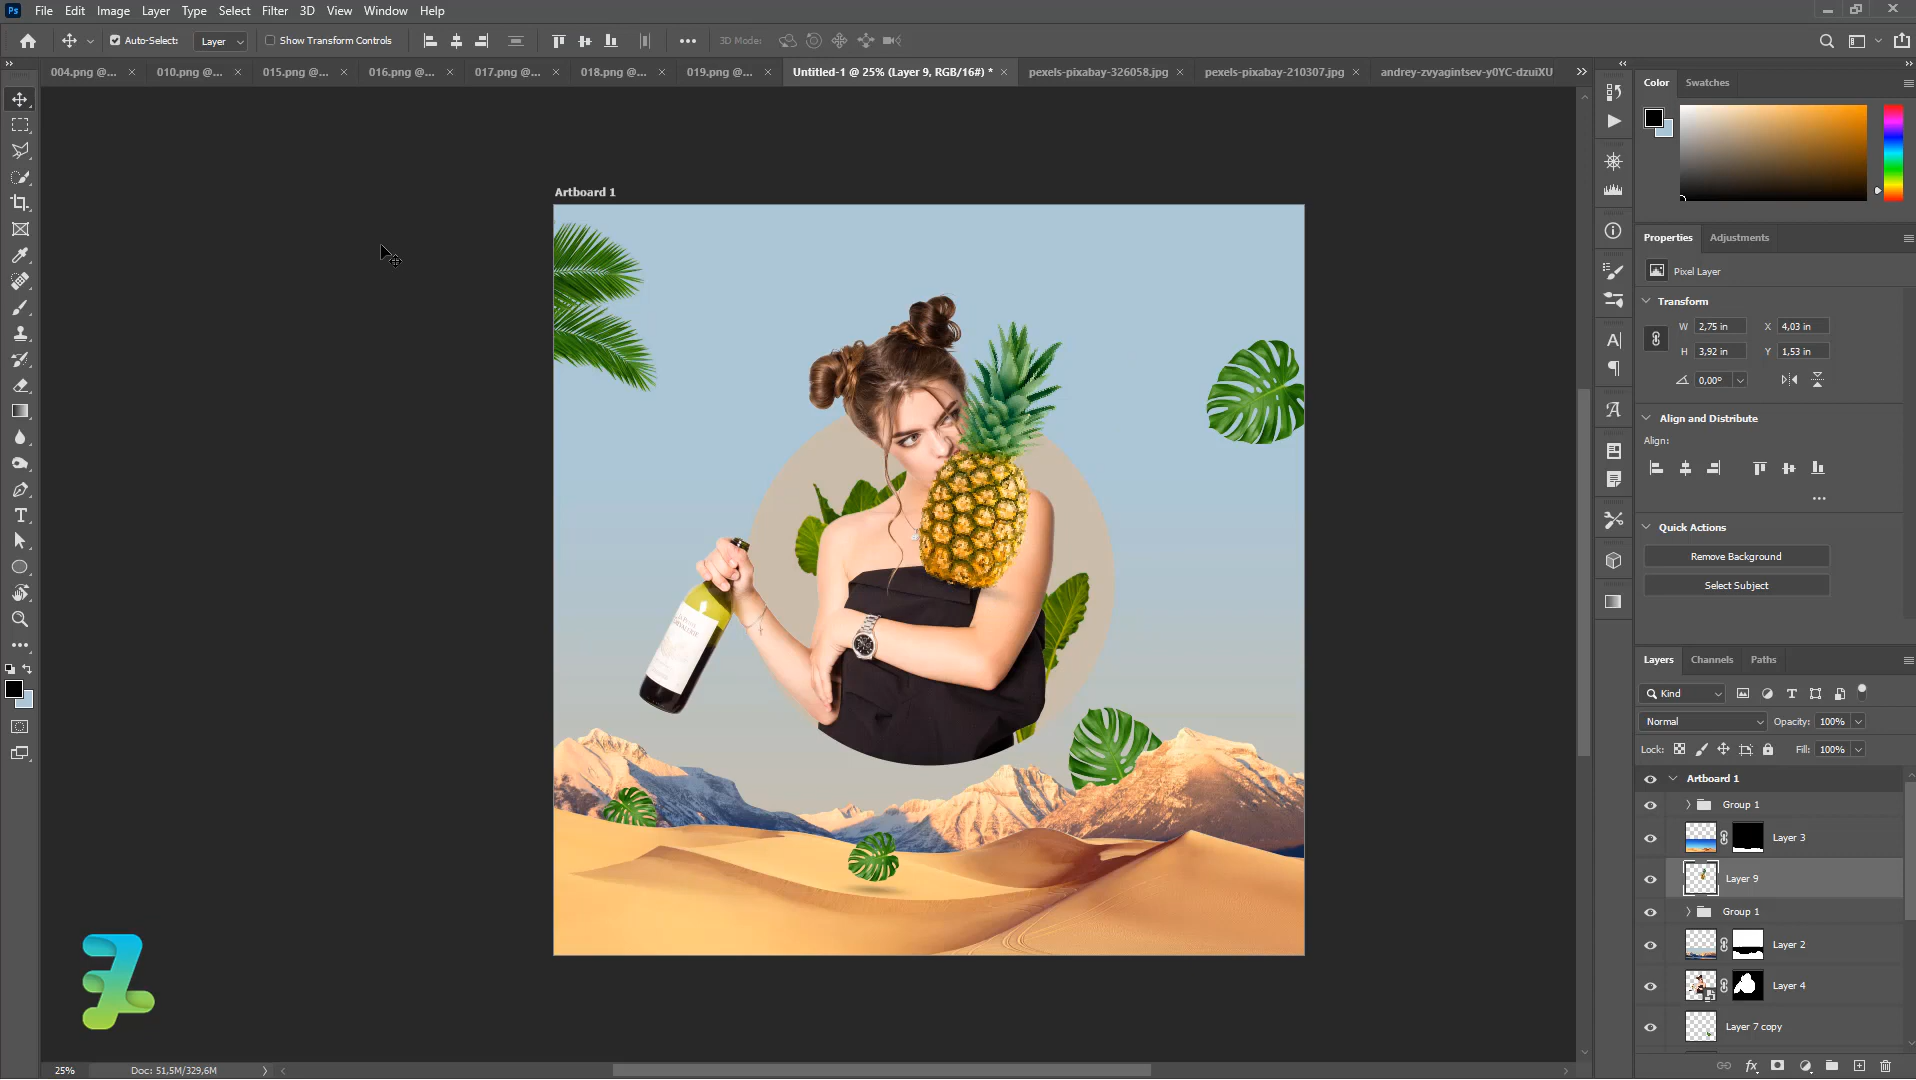 Ps File Edit Image Layer Type Select Filter 3D View Window Help
Auto-Select: Layer Show Transform Controls 3D Mode:
004.png @... × 010.png @... × 015.png @... × 016.png @... × 017.png @... × 018.png @... × 019.png @... × Untitled-1 @ 25% (Layer 9, RGB/16#) * × pexels-pixabay-326058.jpg × pexels-pixabay-210307.jpg × andrey-zvyagintsev-y0YC-dzuiXU
Color Swatches
Artboard 1
Properties Adjustments
Pixel Layer
Transform
W 2,75 in X 4,03 in
H 3,92 in Y 1,53 in
0,00°
Align and Distribute
Align:
Quick Actions
Remove Background
Select Subject
Layers Channels Paths
Kind
Normal Opacity: 100%
Lock: Fill: 100%
Artboard 1
Group 1
Layer 3
Layer 9
Group 1
Layer 2
Layer 4
Layer 7 copy
25% Doc: 51,5M/329,6M